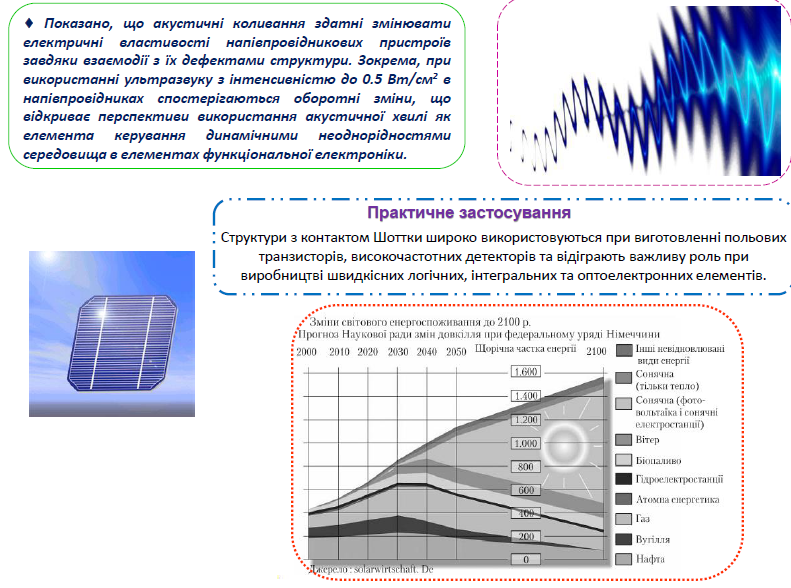 ♦ Показано, що акустичні коливання здатні змінювати
електричні властивості напівпровідникових пристроїв
завдяки взаємодії з їх дефектами структури. Зокрема, при
використанні ультразвуку з інтенсивністю до 0.5 Вт/см² в
напівпровідниках спостерігаються оборотні зміни, що
відкриває перспективи використання акустичної хвилі як
елемента керування динамічними неоднорідностями
середовища в елементах функціональної електроніки.
Практичне застосування
Структури з контактом Шоттки широко використовуються при виготовленні польових
транзисторів, високочастотних детекторів та відіграють важливу роль при
виробництві швидкісних логічних, інтегральних та оптоелектронних елементів.
Зміни світового енергоспоживання до 2100 р.
Прогноз Наукової ради змін довкілля при федеральному уряді Німеччини
2000 2010 2020 2030 2040 2050 Щорічна частка енергії 2100
1.600
1.400
1.200
1.000
800
600
400
200
0
Інші невідновлювані
види енергії
Сонячна
(тільки тепло)
Сонячна (фото-
вольтаїка і сонячні
електростанції)
Вітер
Біопаливо
Гідроелектростанції
Атомна енергетика
Газ
Вугілля
Нафта
Джерело : solarwirtschaft. De